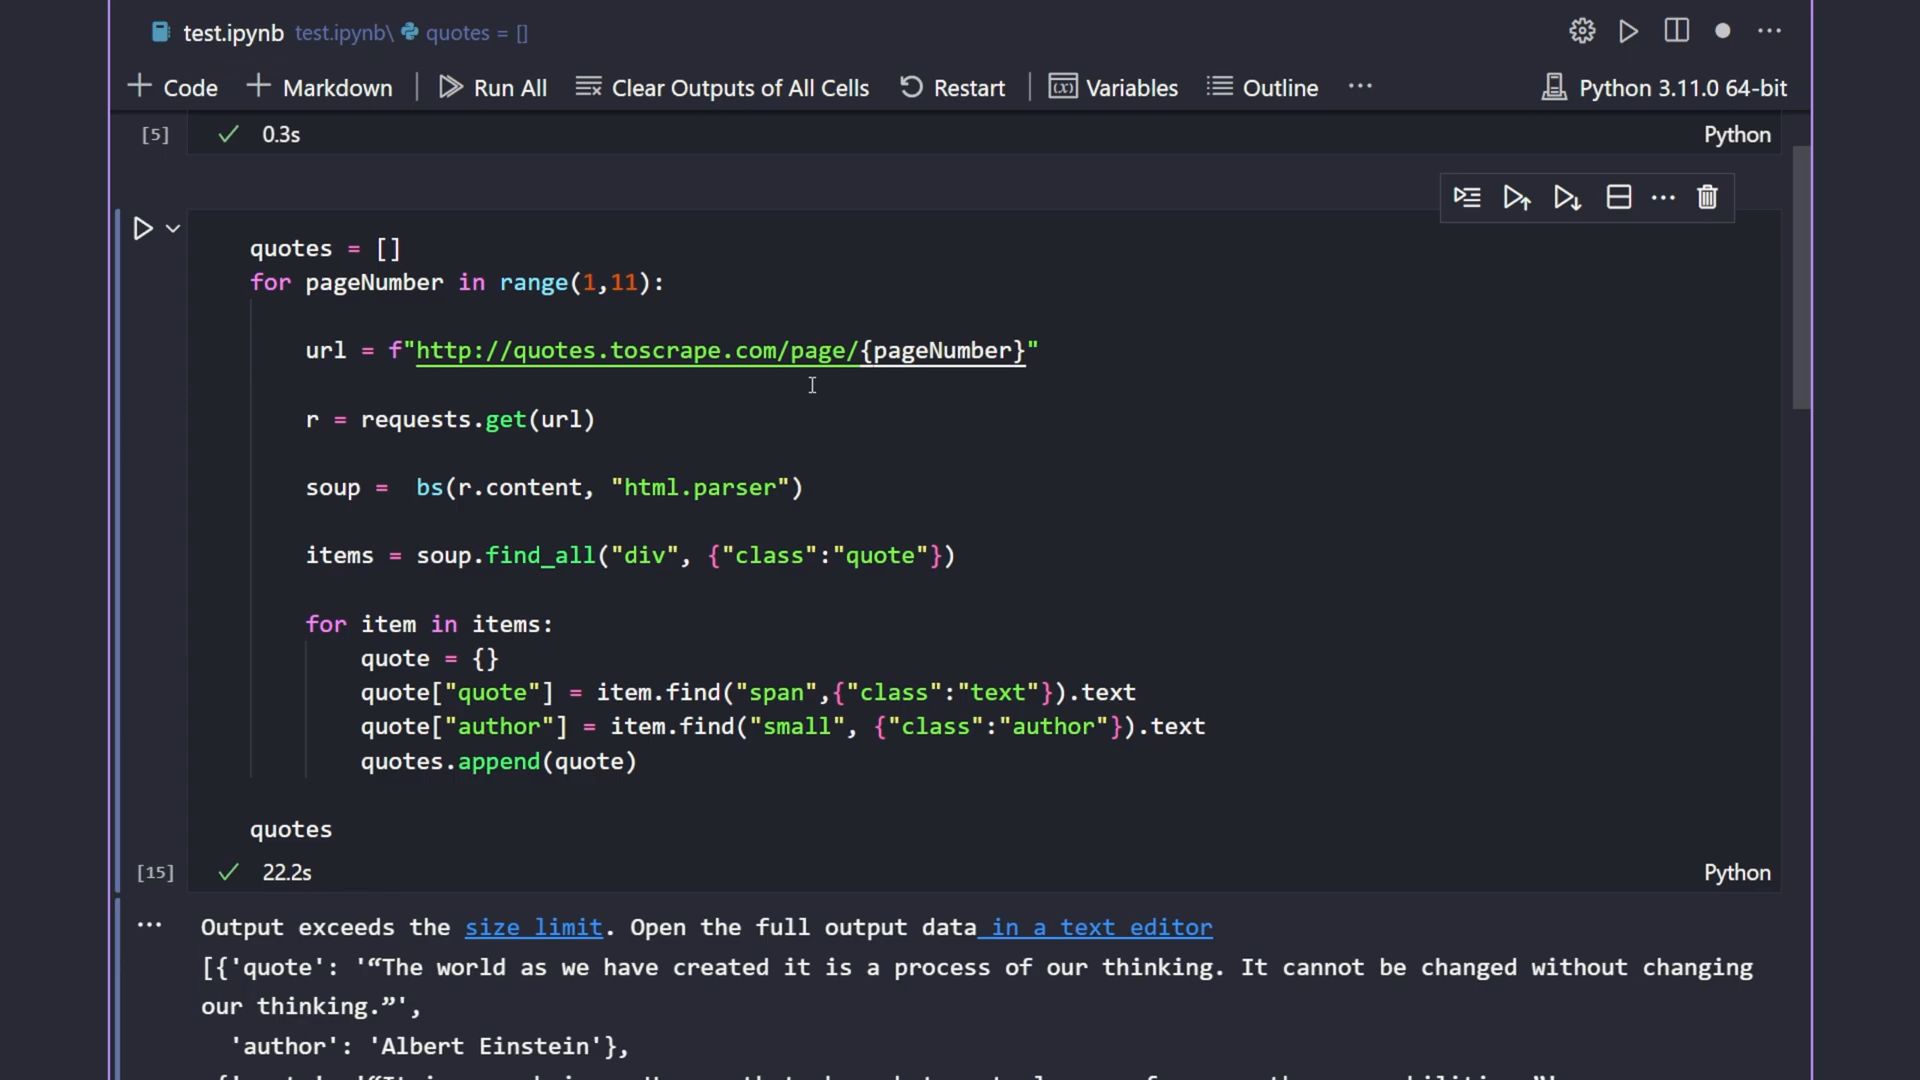 test.ipynb test.ipynb\ quotes = []
Code Markdown Run All Clear Outputs of All Cells Restart Variables Outline ... Python 3.11.0 64-bit
[5] 0.3s Python
quotes = []
for pageNumber in range(1,11):
url = f"http://quotes.toscrape.com/page/{pageNumber}"
r = requests.get(url)
soup =  bs(r.content, "html.parser")
items = soup.find_all("div", {"class":"quote"})
for item in items:
quote = {}
quote["quote"] = item.find("span",{"class":"text"}).text
quote["author"] = item.find("small", {"class":"author"}).text
quotes.append(quote)
quotes
[15] 22.2s Python
... Output exceeds the size limit. Open the full output data in a text editor
[{'quote': '“The world as we have created it is a process of our thinking. It cannot be changed without changing
our thinking.”',
'author': 'Albert Einstein'},